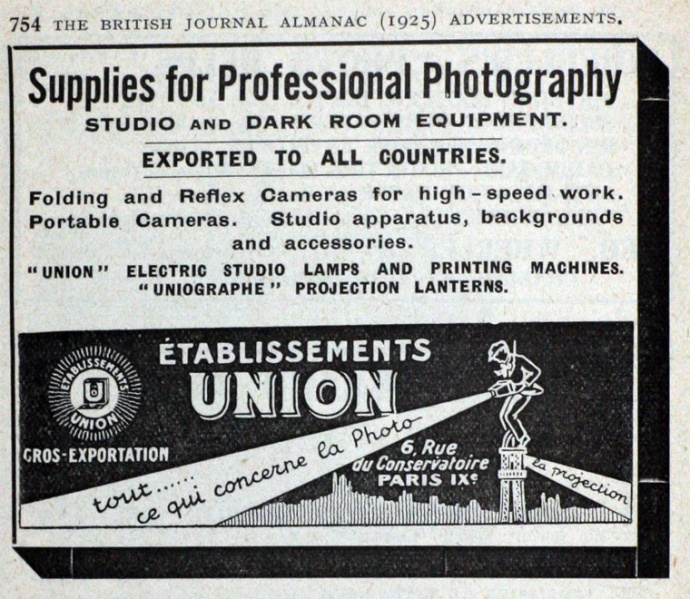 754 THE BRITISH JOURNAL ALMANAC (1925) ADVERTISEMENTS.
Supplies for Professional Photography
STUDIO AND DARK ROOM EQUIPMENT.
EXPORTED TO ALL COUNTRIES.
Folding and Reflex Cameras for high-speed work.
Portable Cameras. Studio apparatus, backgrounds
and accessories.
"UNION" ELECTRIC STUDIO LAMPS AND PRINTING MACHINES.
"UNIOGRAPHE" PROJECTION LANTERNS.
ÉTABLISSEMENTS
UNION
ÉTABLISSEMENTS
UNION
GROS-EXPORTATION
tout......
ce qui concerne la Photo
6, Rue
du Conservatoire
PARIS IXe
la projection